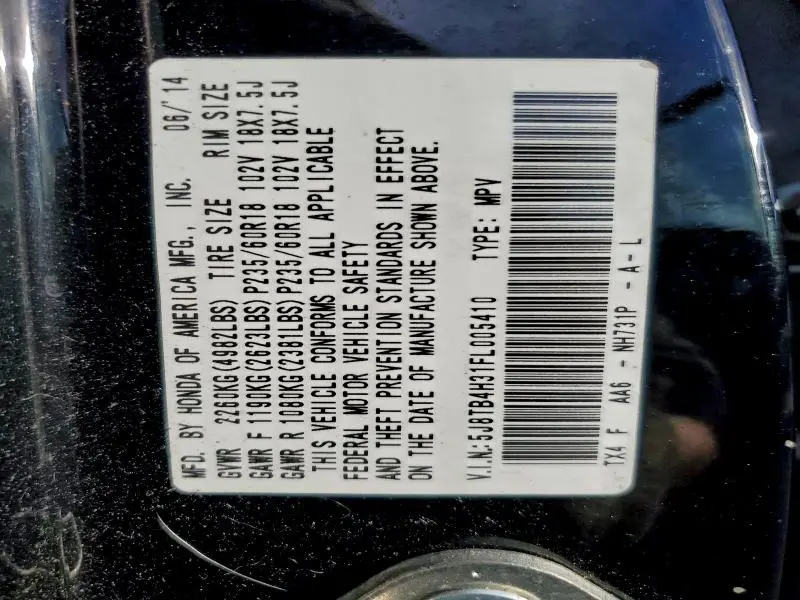 MFD. BY HONDA OF AMERICA MFG., INC. 06/'14
GVWR 2260KG(4982LBS) TIRE SIZE RIM SIZE
GAWR F 1190KG(2623LBS) P235/60R18 102V 18X7.5J
GAWR R 1080KG(2381LBS) P235/60R18 102V 18X7.5J
THIS VEHICLE CONFORMS TO ALL APPLICABLE
FEDERAL MOTOR VEHICLE SAFETY
AND THEFT PREVENTION STANDARDS IN EFFECT
ON THE DATE OF MANUFACTURE SHOWN ABOVE.
V.I.N.: 5J8TB4H31FL005410 TYPE: MPV
TX4 F AA6 - NH731P - A - L